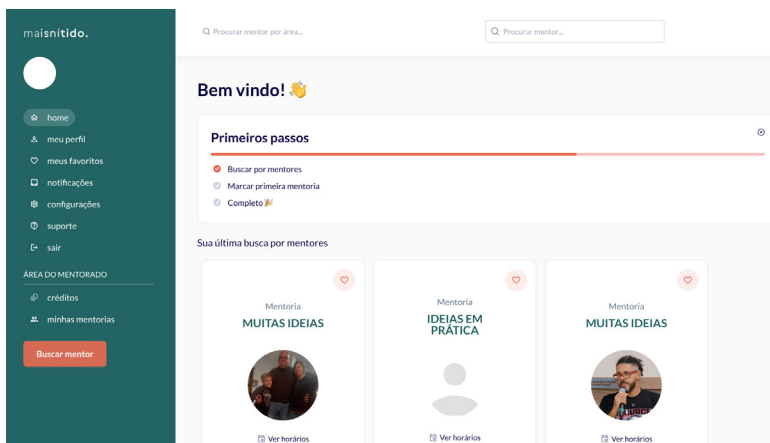 maisnitido.
home
meu perfil
meus favoritos
notificações
configurações
suporte
sair
ÁREA DO MENTORADO
créditos
minhas mentorias
Buscar mentor
Procurar mentor por área...
Procurar mentor...
Bem vindo! 👋
Primeiros passos
Buscar por mentores
Marcar primeira mentoria
Completo 🎉
Sua última busca por mentores
Mentoria
MUITAS IDEIAS
Ver horários
Mentoria
IDEIAS EM
PRÁTICA
Ver horários
Mentoria
MUITAS IDEIAS
Ver horários